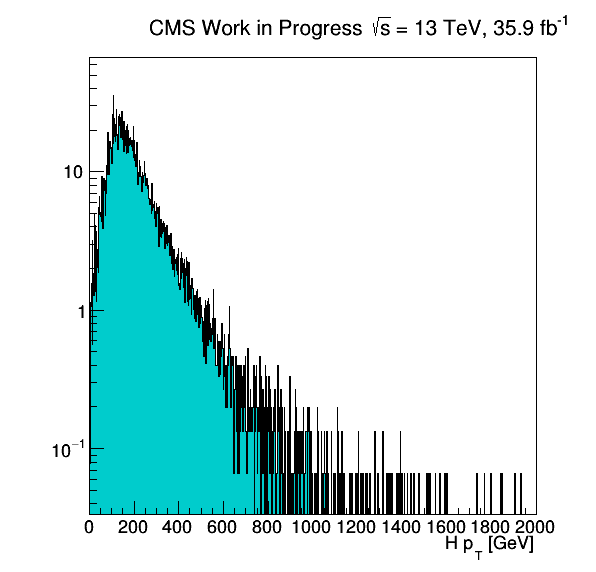 CMS Work in Progress √s = 13 TeV, 35.9 fb⁻¹
10
1
10⁻¹
0 200 400 600 800 1000 1200 1400 1600 1800 2000
H p_T [GeV]